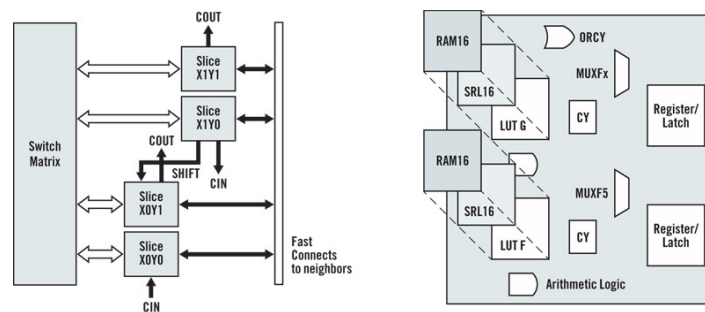 COUT
Slice
X1Y1
Slice
X1Y0
COUT
Switch
Matrix
SHIFT
CIN
Slice
X0Y1
Slice
X0Y0
Fast
Connects
to neighbors
CIN
RAM16
ORCY
MUXFx
SRL16
LUT G
CY
Register/
Latch
RAM16
MUXF5
SRL16
LUT F
CY
Register/
Latch
Arithmetic Logic